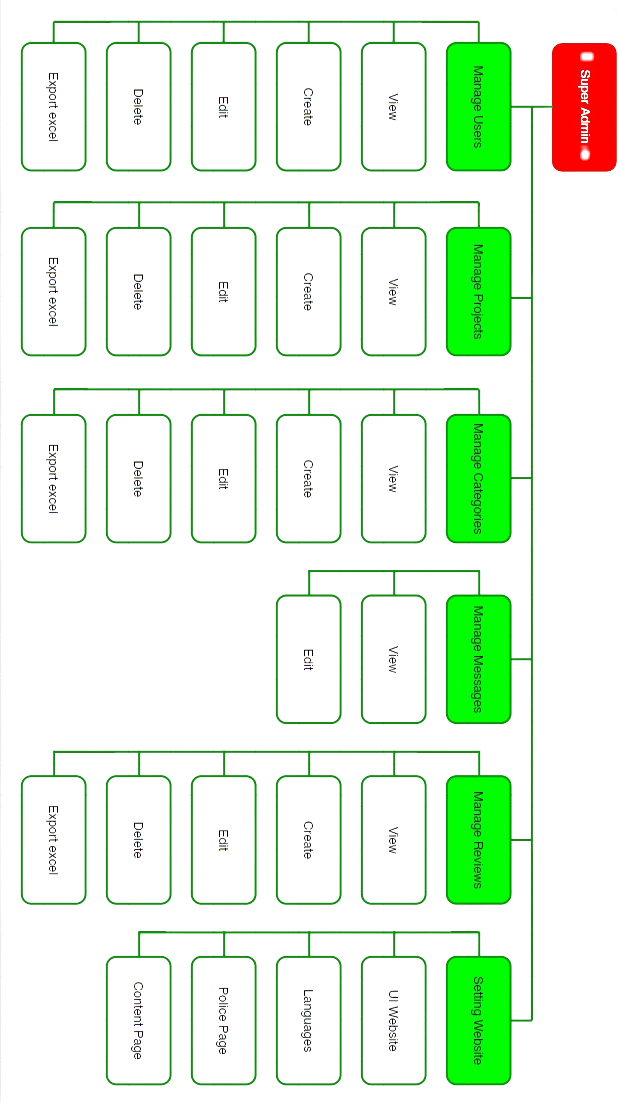 Super Admin
Manage Users
View
Create
Edit
Delete
Export excel
Manage Projects
View
Create
Edit
Delete
Export excel
Manage Categories
View
Create
Edit
Delete
Export excel
Manage Messages
View
Edit
Manage Reviews
View
Create
Edit
Delete
Export excel
Setting Website
UI Website
Languages
Police Page
Content Page